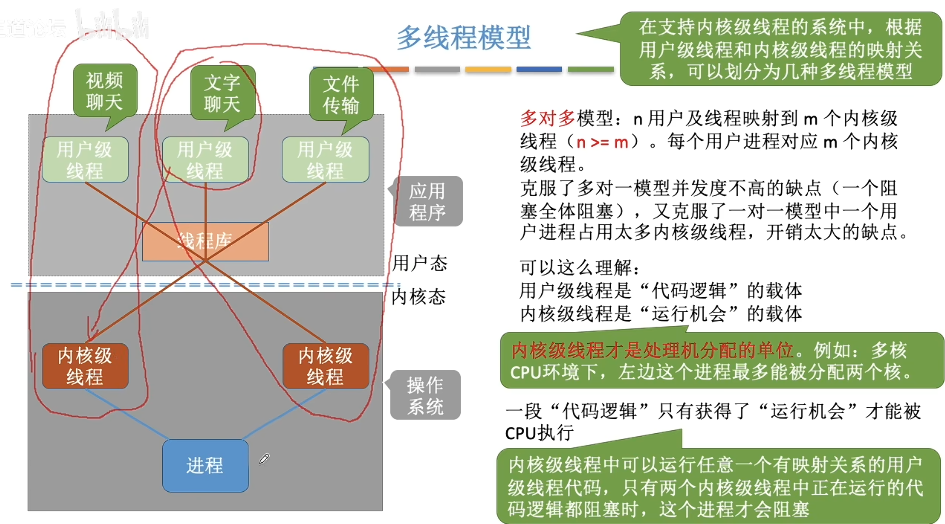 多线程模型
在支持内核级线程的系统中，根据
用户级线程和内核级线程的映射关
系，可以划分为几种多线程模型
视频
聊天
文字
聊天
文件
传输
用户级
线程
用户级
线程
用户级
线程
应用
程序
线程库
用户态
内核态
内核级
线程
内核级
线程
操作
系统
进程
多对多模型：n 用户及线程映射到 m 个内核级
线程（n >= m）。每个用户进程对应 m 个内核
级线程。
克服了多对一模型并发度不高的缺点（一个阻
塞全体阻塞），又克服了一对一模型中一个用
户进程占用太多内核级线程，开销太大的缺点。
可以这么理解：
用户级线程是“代码逻辑”的载体
内核级线程是“运行机会”的载体
内核级线程才是处理机分配的单位。例如：多核
CPU环境下，左边这个进程最多能被分配两个核。
一段“代码逻辑”只有获得了“运行机会”才能被
CPU执行
内核级线程中可以运行任意一个有映射关系的用户
级线程代码，只有两个内核级线程中正在运行的代
码逻辑都阻塞时，这个进程才会阻塞